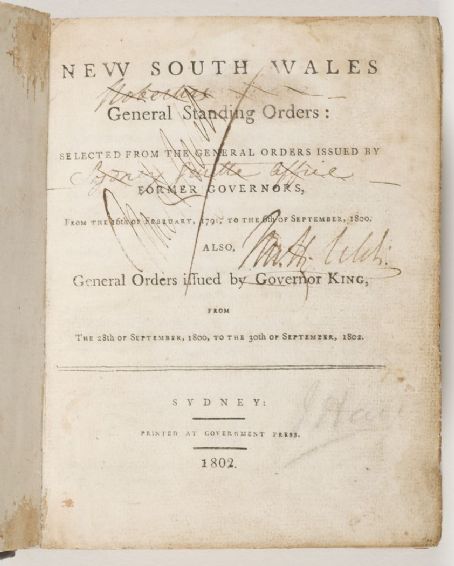 NEW SOUTH WALES
General Standing Orders:
SELECTED FROM THE GENERAL ORDERS ISSUED BY
Sydney office
FORMER GOVERNORS,
FROM THE 16th OF FEBRUARY, 1791, TO THE 6th OF SEPTEMBER, 1800.
ALSO,
General Orders iſſued by Governor KING,
FROM
THE 28th OF SEPTEMBER, 1800, TO THE 30th OF SEPTEMBER, 1802.
SYDNEY:
PRINTED AT GOVERNMENT PRESS.
1802.